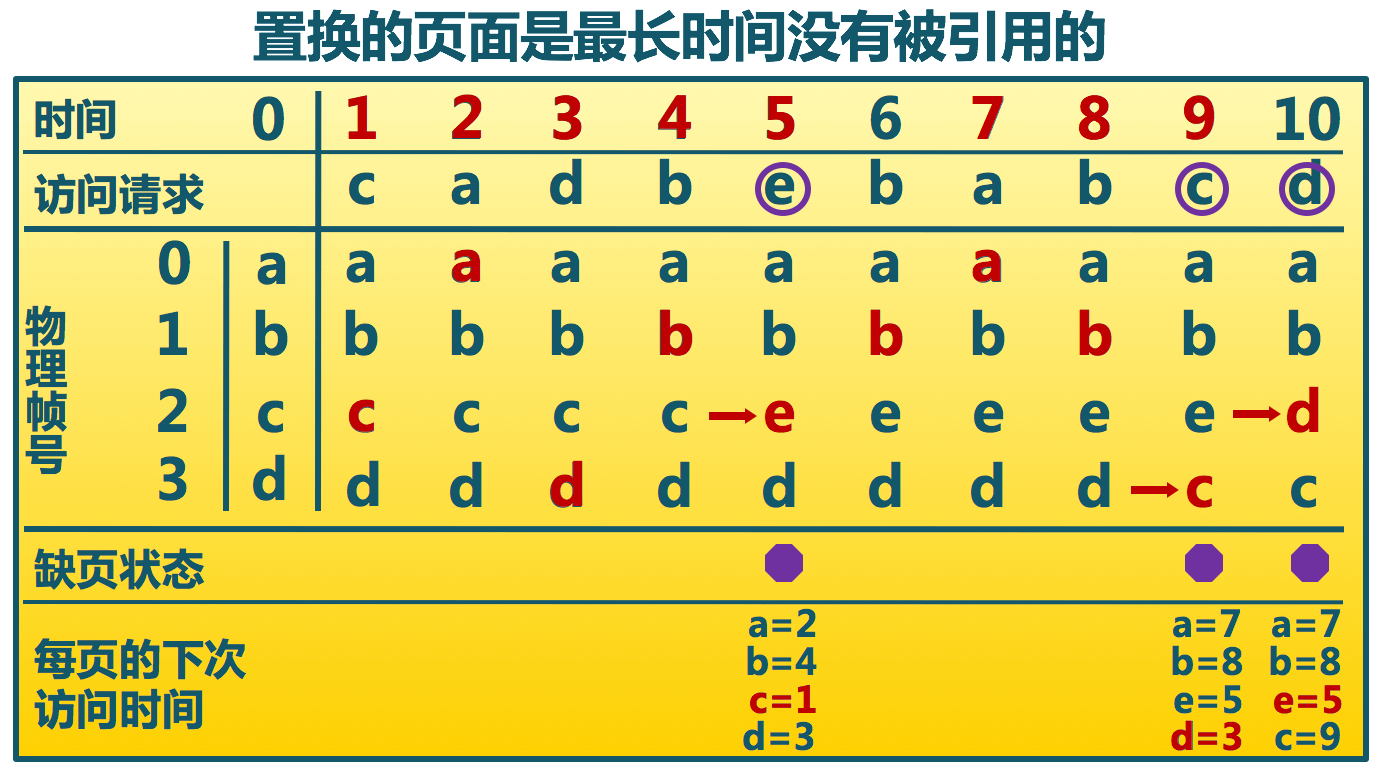 置换的页面是最长时间没有被引用的
时间 0 1 2 3 4 5 6 7 8 9 10
访问请求 c a d b e b a b c d
物理帧号
0 a a a a a a a a a a a
1 b b b b b b b b b b b
2 c c c c c e e e e e d
3 d d d d d d d d d c c
缺页状态
每页的下次
访问时间
a=2 a=7 a=7
b=4 b=8 b=8
c=1 e=5 e=5
d=3 d=3 c=9